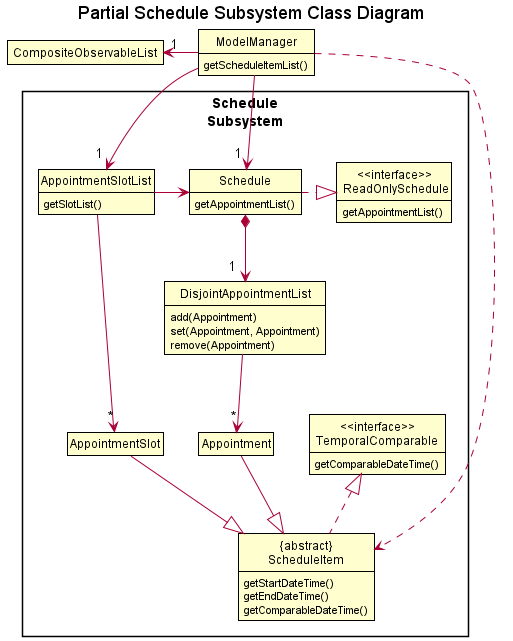 Partial Schedule Subsystem Class Diagram
ModelManager
getScheduleItemList()
CompositeObservableList
1
Schedule
Subsystem
1
1
AppointmentSlotList
getSlotList()
Schedule
getAppointmentList()
<<interface>>
ReadOnlySchedule
getAppointmentList()
1
DisjointAppointmentList
add(Appointment)
set(Appointment, Appointment)
remove(Appointment)
*
*
AppointmentSlot
Appointment
<<interface>>
TemporalComparable
getComparableDateTime()
{abstract}
ScheduleItem
getStartDateTime()
getEndDateTime()
getComparableDateTime()